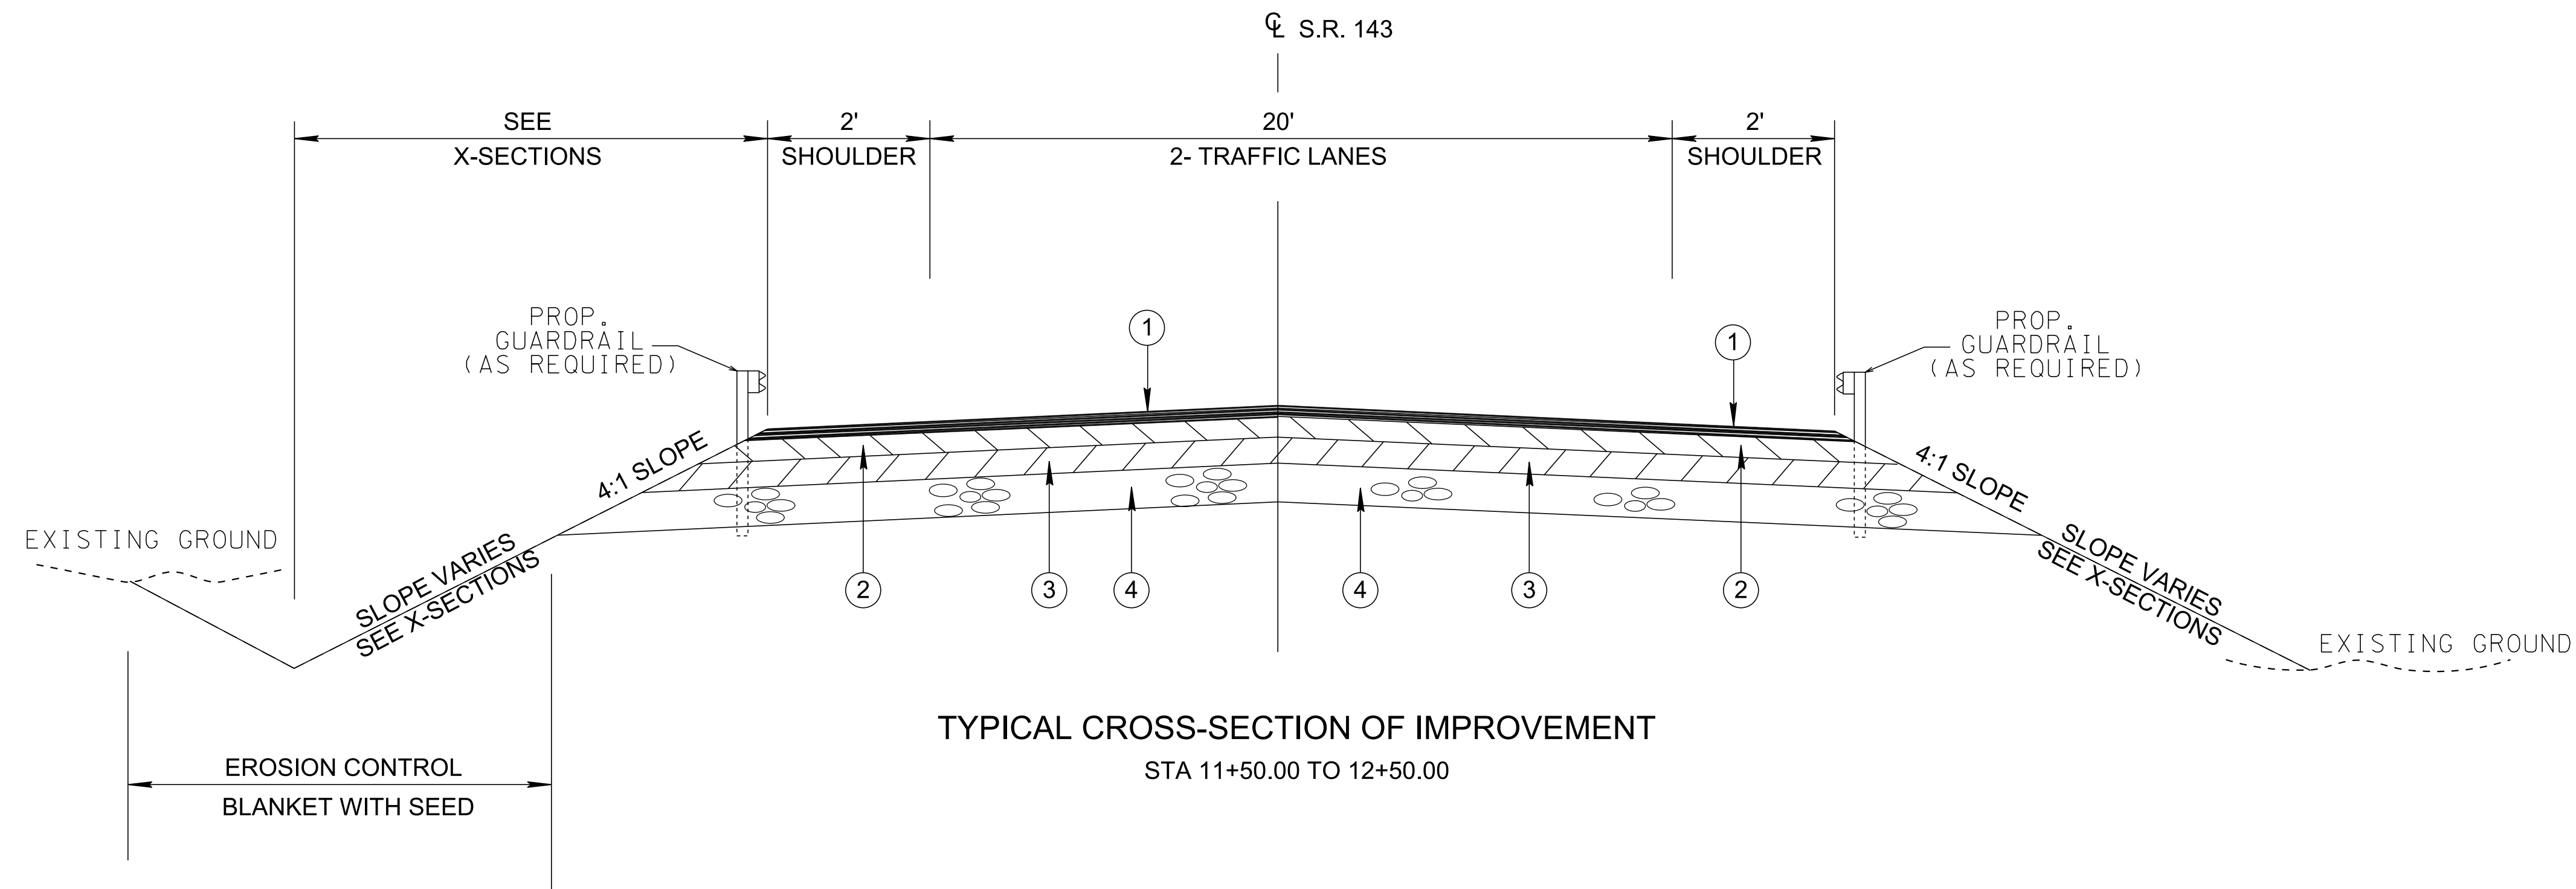 ℄ S.R. 143
SEE
X-SECTIONS
2'
SHOULDER
20'
2- TRAFFIC LANES
2'
SHOULDER
PROP.
GUARDRAIL
(AS REQUIRED)
1
1
PROP.
GUARDRAIL
(AS REQUIRED)
4:1 SLOPE
4:1 SLOPE
EXISTING GROUND
SLOPE VARIES
SEE X-SECTIONS
2
3
4
4
3
2
SLOPE VARIES
SEE X-SECTIONS
EXISTING GROUND
TYPICAL CROSS-SECTION OF IMPROVEMENT
STA 11+50.00 TO 12+50.00
EROSION CONTROL
BLANKET WITH SEED